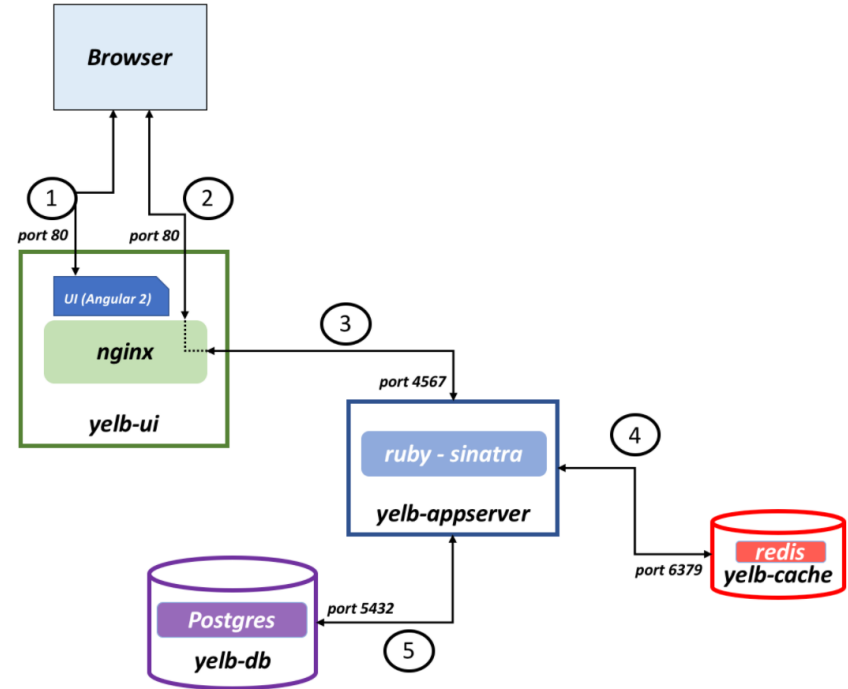 Browser
1
2
port 80
port 80
UI (Angular 2)
nginx
3
yelb-ui
port 4567
ruby - sinatra
4
yelb-appserver
redis
port 6379
yelb-cache
port 5432
Postgres
5
yelb-db